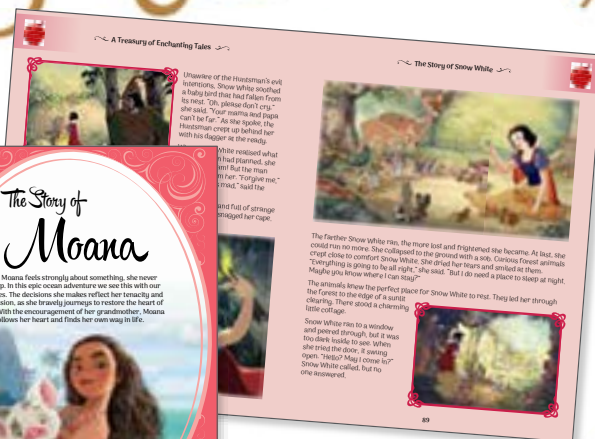 A Treasury of Enchanting Tales
Unaware of the Huntsman's evil
intentions, Snow White soothed
a baby bird that had fallen from
its nest. "Oh, please don't cry,"
she said. "Your mama and papa
can't be far." As she spoke, the
Huntsman crept up behind her
with his dagger at the ready.
White realised what
had planned, she
But the man
her. "Forgive me,"
mad," said the
and full of strange
snagged her cape.
The Story of Snow White
The farther Snow White ran, the more lost and frightened she became. At last, she
could run no more. She collapsed to the ground with a sob. Curious forest animals
crept close to comfort Snow White. She dried her tears and smiled at them.
"Everything is going to be all right," she said. "But I do need a place to sleep at night.
Maybe you know where I can stay?"
The animals knew the perfect place for Snow White to rest. They led her through
the forest to the edge of a sunlit
clearing. There stood a charming
little cottage.
Snow White ran to a window
and peered through, but it was
too dark inside to see. When
she tried the door, it swung
open. "Hello? May I come in?"
Snow White called, but no
one answered.
89
The Story of
Moana
Moana feels strongly about something, she never
p. In this epic ocean adventure we see this with our
es. The decisions she makes reflect her tenacity and
sion, as she bravely journeys to restore the heart of
With the encouragement of her grandmother, Moana
llows her heart and finds her own way in life.